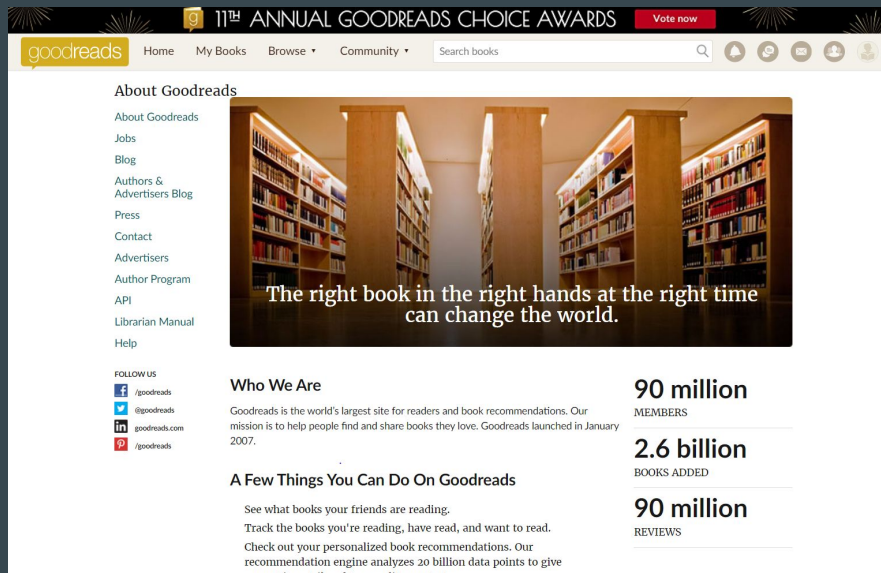 11TH ANNUAL GOODREADS CHOICE AWARDS
Vote now
goodreads
Home
My Books
Browse ▾
Community ▾
Search books
About Goodreads
About Goodreads
Jobs
Blog
Authors &
Advertisers Blog
Press
Contact
Advertisers
Author Program
API
Librarian Manual
Help
FOLLOW US
/goodreads
@goodreads
goodreads.com
/goodreads
The right book in the right hands at the right time
can change the world.
Who We Are
Goodreads is the world's largest site for readers and book recommendations. Our
mission is to help people find and share books they love. Goodreads launched in January
2007.
A Few Things You Can Do On Goodreads
See what books your friends are reading.
Track the books you're reading, have read, and want to read.
Check out your personalized book recommendations. Our
recommendation engine analyzes 20 billion data points to give
90 million
MEMBERS
2.6 billion
BOOKS ADDED
90 million
REVIEWS